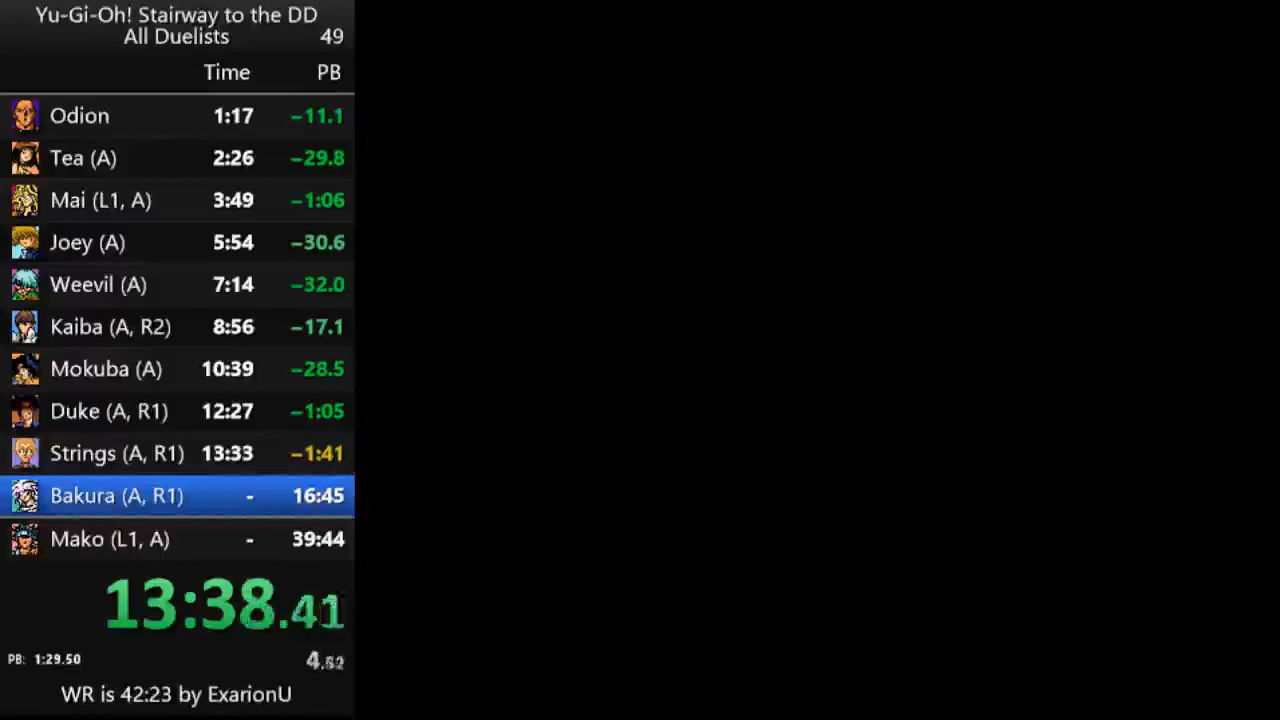 Yu-Gi-Oh! Stairway to the DD
All Duelists 49
Time PB
Odion 1:17 −11.1
Tea (A) 2:26 −29.8
Mai (L1, A) 3:49 −1:06
Joey (A) 5:54 −30.6
Weevil (A) 7:14 −32.0
Kaiba (A, R2) 8:56 −17.1
Mokuba (A) 10:39 −28.5
Duke (A, R1) 12:27 −1:05
Strings (A, R1) 13:33 −1:41
Bakura (A, R1) - 16:45
Mako (L1, A) - 39:44
13:38.41
PB: 1:29.50 4.52
WR is 42:23 by ExarionU